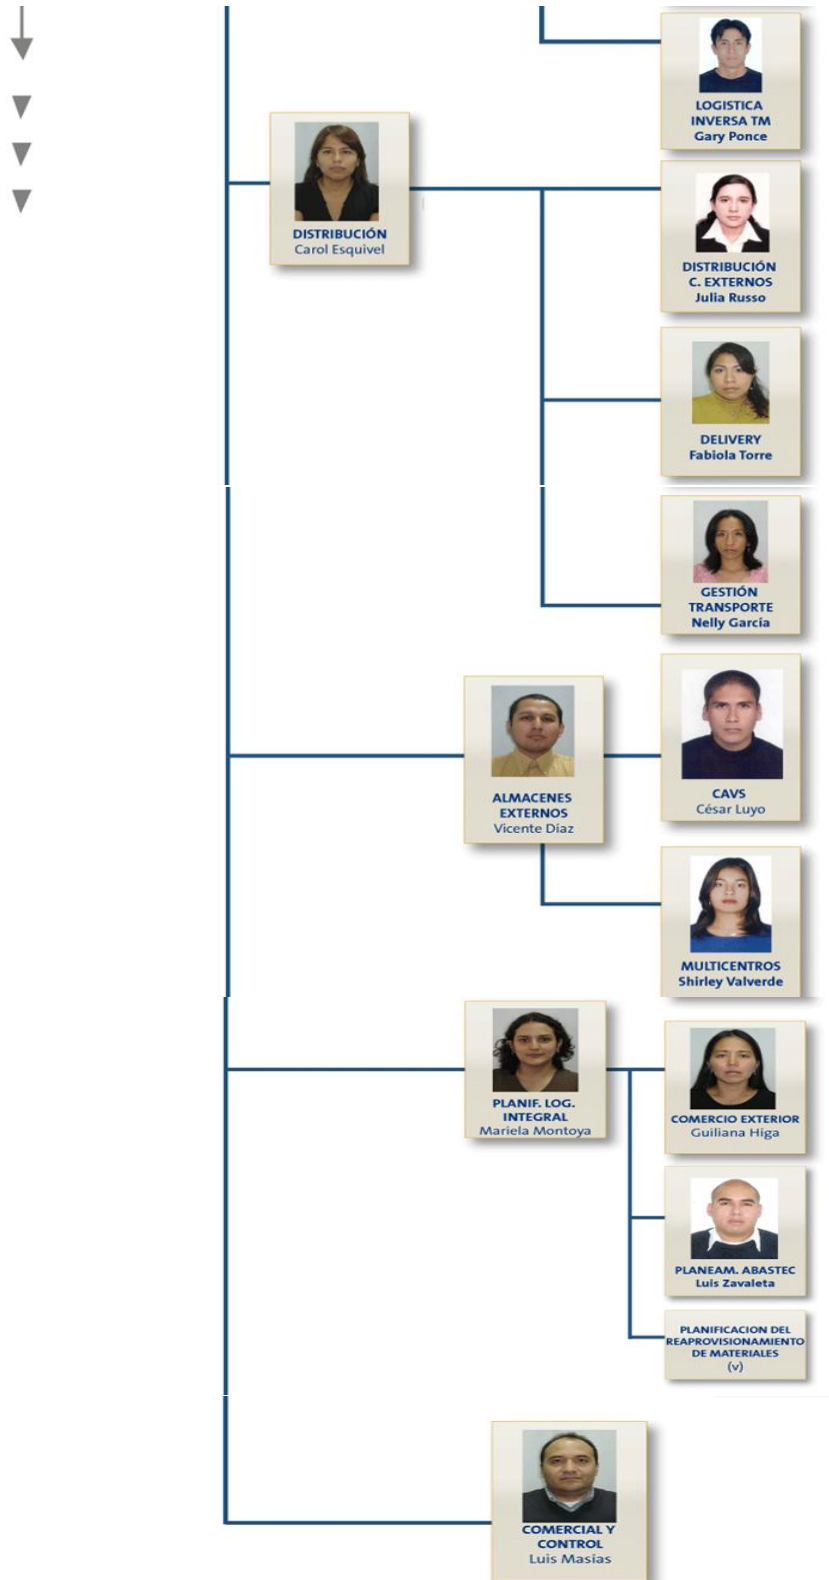 LOGISTICA
INVERSA TM
Gary Ponce
DISTRIBUCIÓN
Carol Esquivel
DISTRIBUCIÓN
C. EXTERNOS
Julia Russo
DELIVERY
Fabiola Torre
GESTIÓN
TRANSPORTE
Nelly García
ALMACENES
EXTERNOS
Vicente Díaz
CAVS
César Luyo
MULTICENTROS
Shirley Valverde
PLANIF. LOG.
INTEGRAL
Mariela Montoya
COMERCIO EXTERIOR
Guiliana Higa
PLANEAM. ABASTEC
Luis Zavaleta
PLANIFICACION DEL
REAPROVISIONAMIENTO
DE MATERIALES
(v)
COMERCIAL Y
CONTROL
Luis Masías